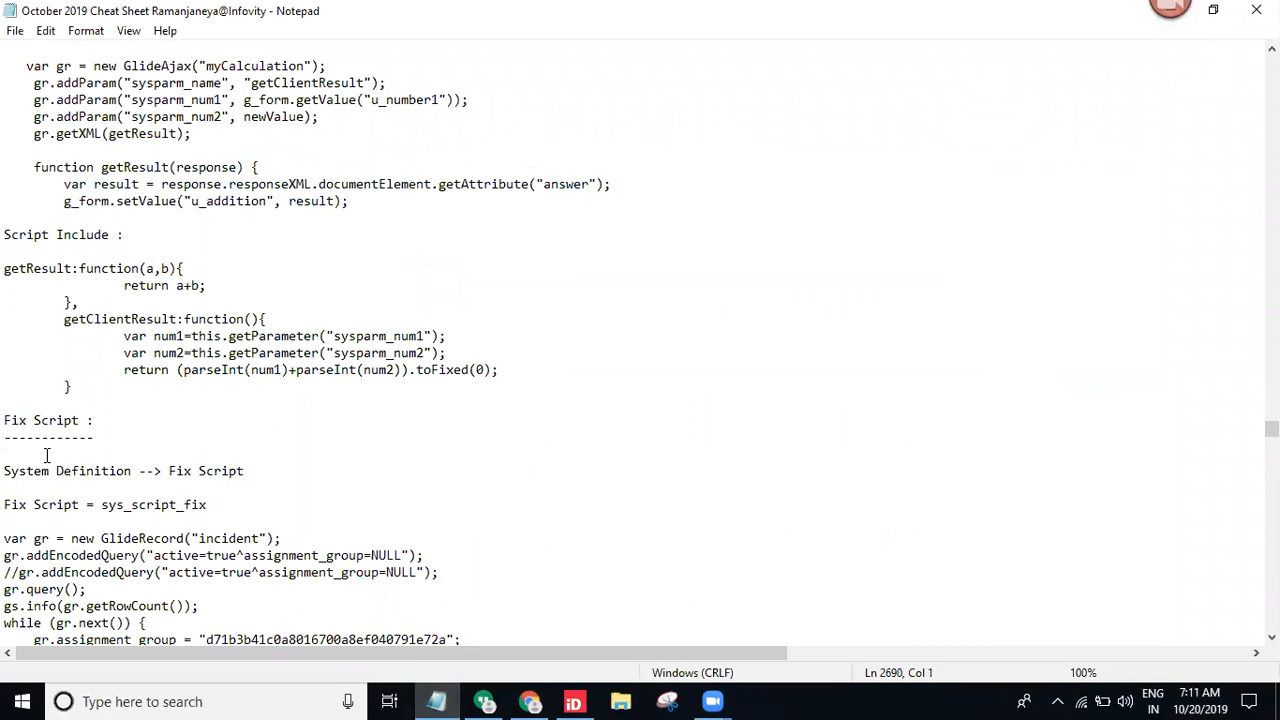 October 2019 Cheat Sheet Ramanjaneya@Infovity - Notepad
File Edit Format View Help
var gr = new GlideAjax("myCalculation");
gr.addParam("sysparm_name", "getClientResult");
gr.addParam("sysparm_num1", g_form.getValue("u_number1"));
gr.addParam("sysparm_num2", newValue);
gr.getXML(getResult);
function getResult(response) {
var result = response.responseXML.documentElement.getAttribute("answer");
g_form.setValue("u_addition", result);
Script Include :
getResult:function(a,b){
return a+b;
},
getClientResult:function(){
var num1=this.getParameter("sysparm_num1");
var num2=this.getParameter("sysparm_num2");
return (parseInt(num1)+parseInt(num2)).toFixed(0);
}
Fix Script :
------------
System Definition --> Fix Script
Fix Script = sys_script_fix
var gr = new GlideRecord("incident");
gr.addEncodedQuery("active=true^assignment_group=NULL");
//gr.addEncodedQuery("active=true^assignment_group=NULL");
gr.query();
gs.info(gr.getRowCount());
while (gr.next()) {
gr.assignment_group = "d71b3b41c0a8016700a8ef040791e72a";
Windows (CRLF) Ln 2690, Col 1 100%
Type here to search
iD
ENG
IN
7:11 AM
10/20/2019